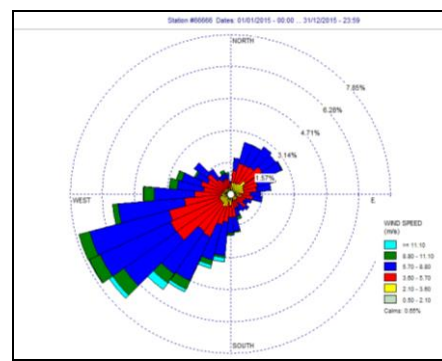 Station #66666 Dates: 01/01/2015 - 00:00 ... 31/12/2015 - 23:59
NORTH
7.85%
6.28%
4.71%
3.14%
1.57%
WEST
E
SOUTH
WIND SPEED
(m/s)
>= 11.10
8.80 - 11.10
5.70 - 8.80
3.60 - 5.70
2.10 - 3.60
0.50 - 2.10
Calms: 0.65%